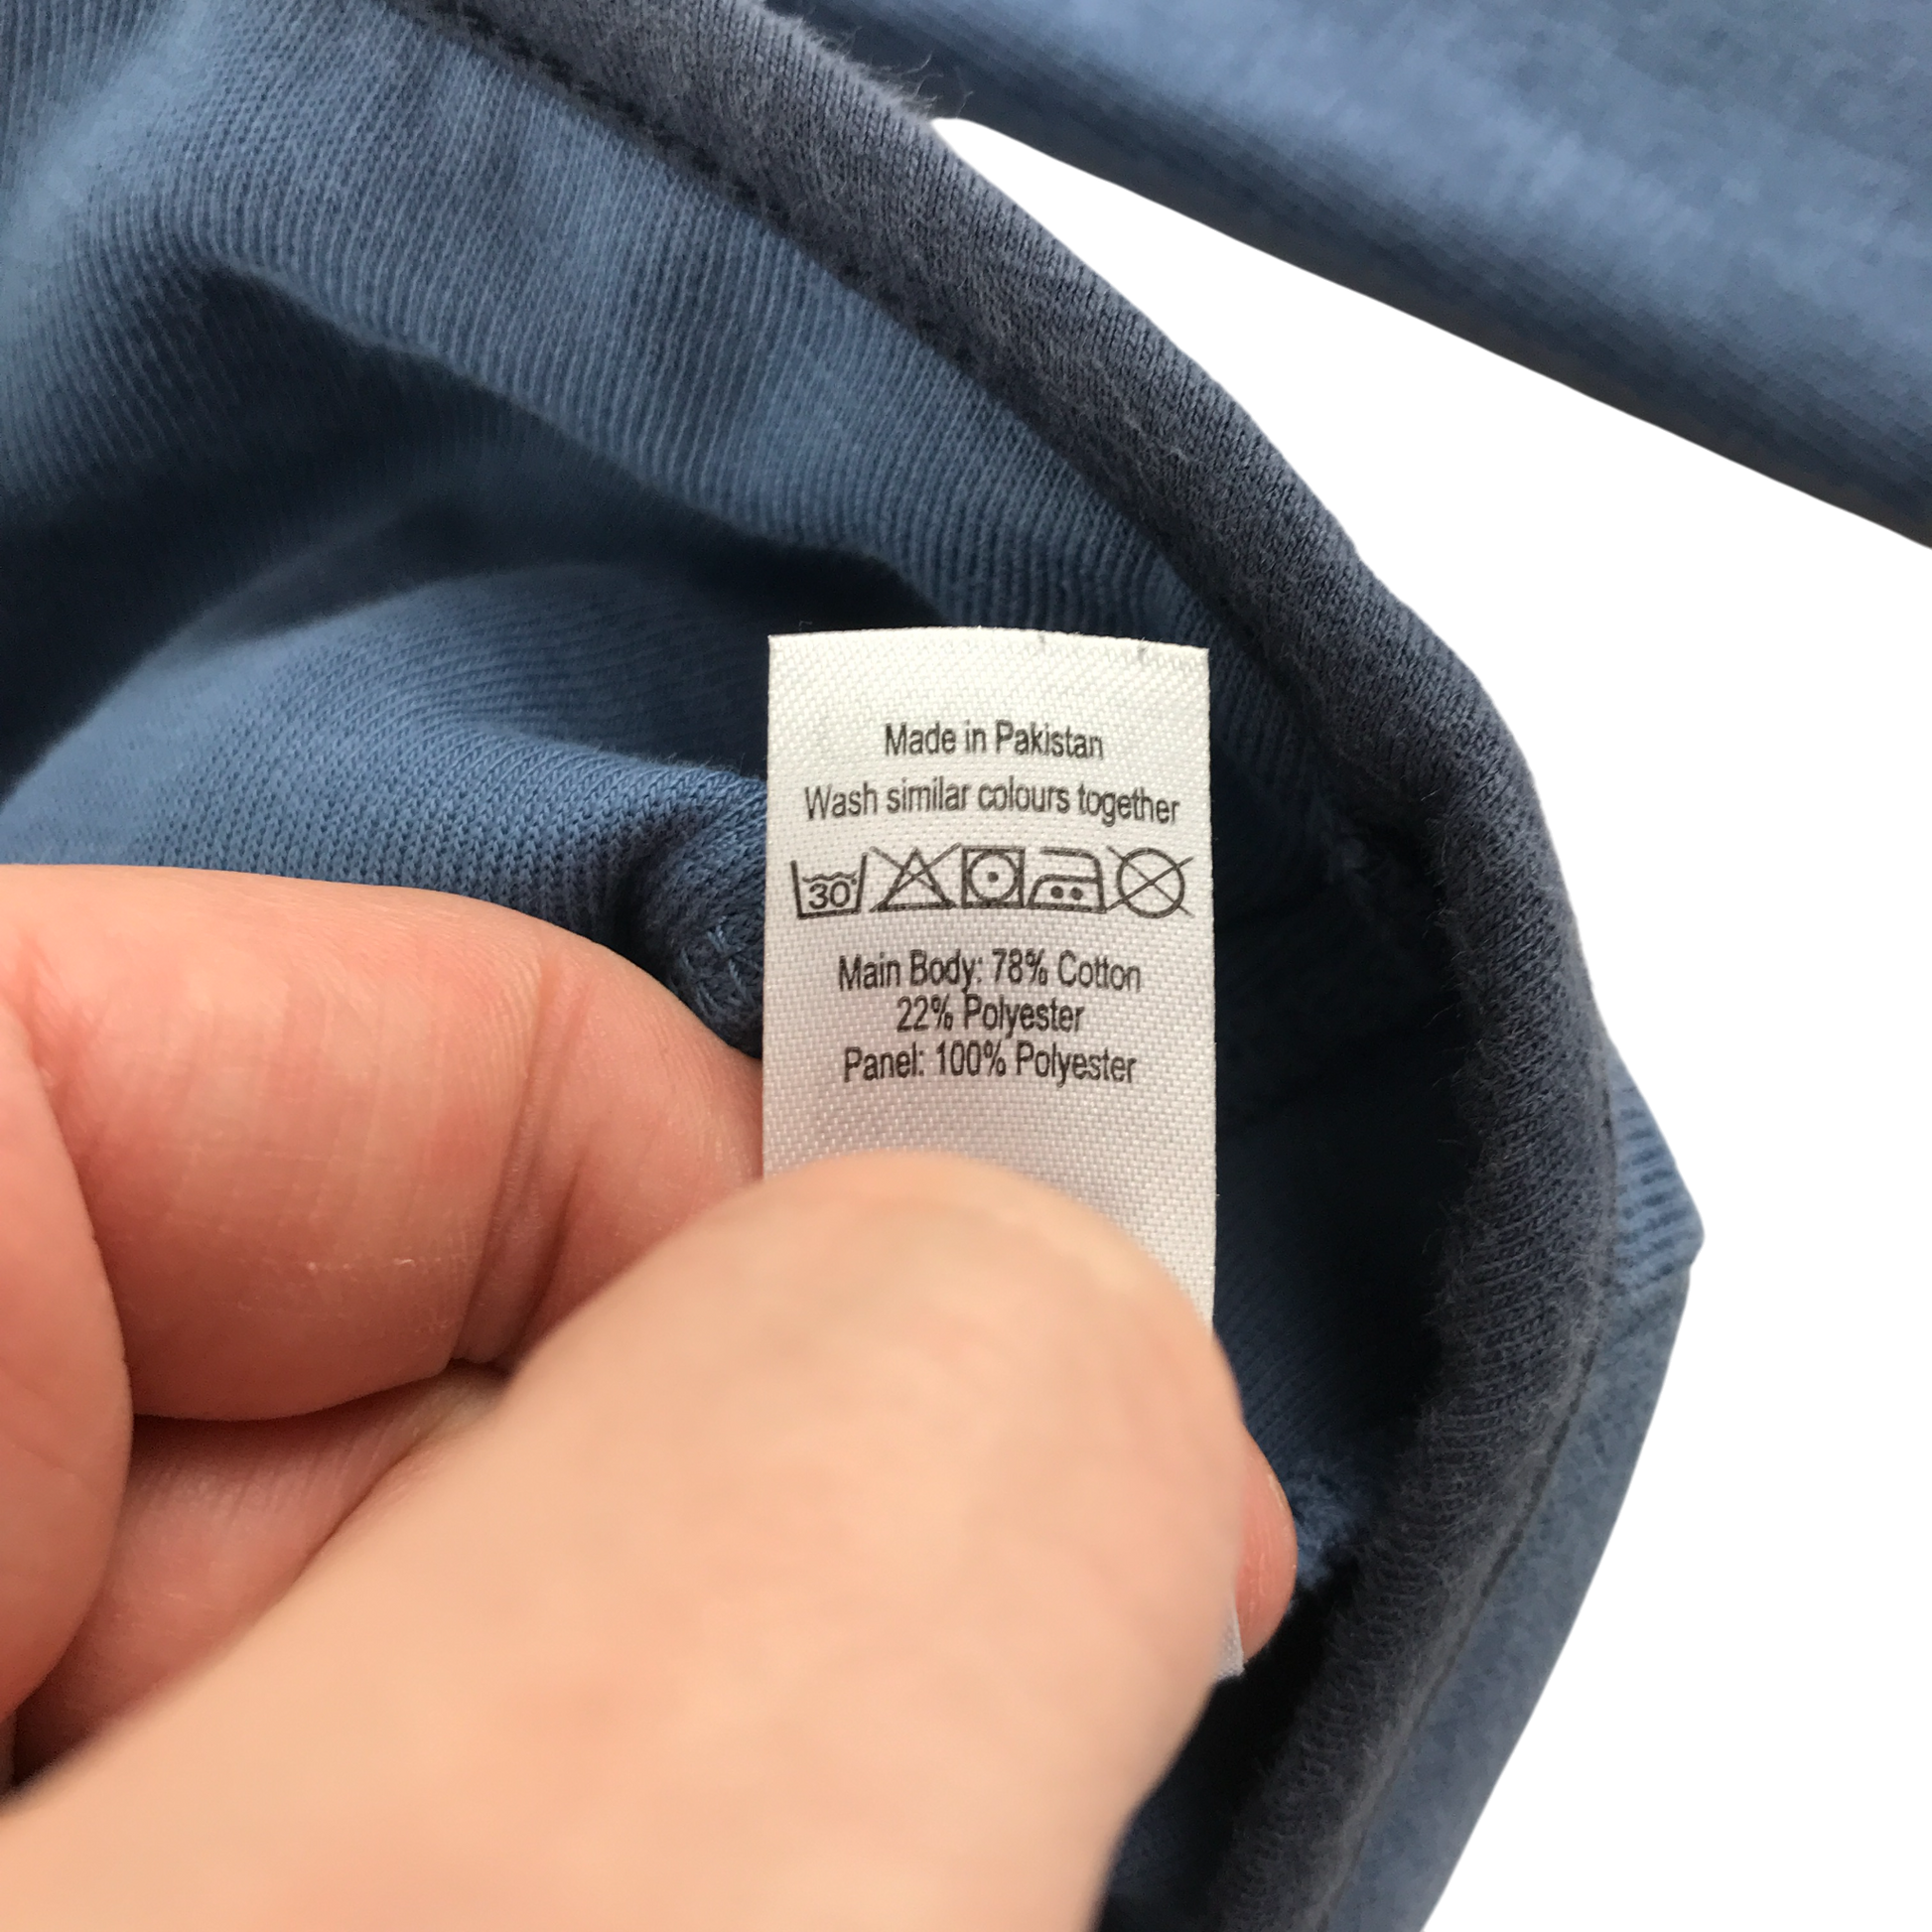 Made in Pakistan
Wash similar colours together
30
Main Body: 78% Cotton
22% Polyester
Panel: 100% Polyester